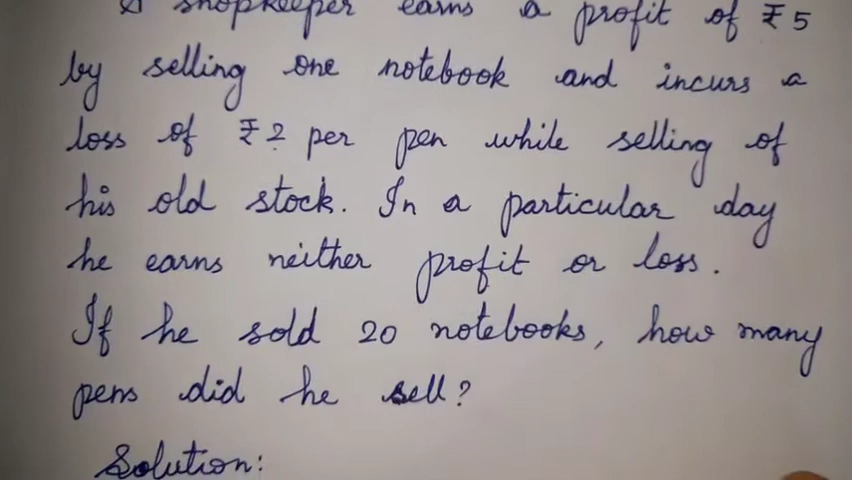 A shopkeeper earns a profit of ₹5
by selling one notebook and incurs a
loss of ₹2 per pen while selling of
his old stock. In a particular day
he earns neither profit or loss.
If he sold 20 notebooks, how many
pens did he sell?
Solution: